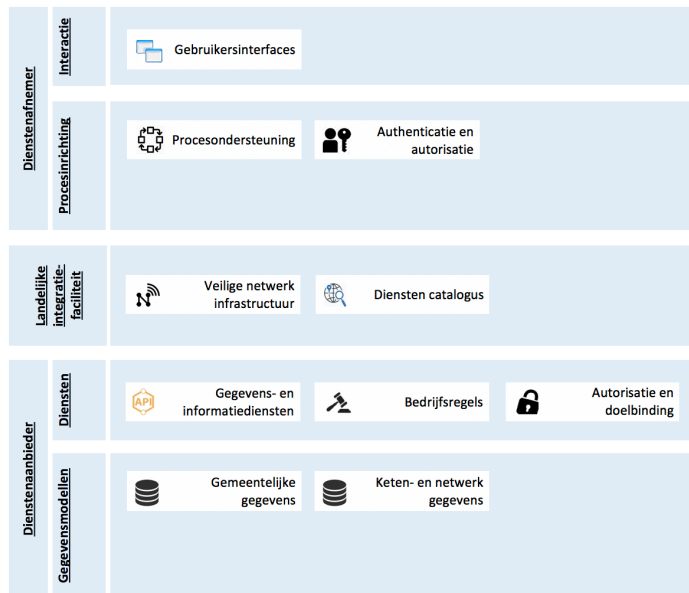 Dienstenafnemer
Interactie
Gebruikersinterfaces
Procesinrichting
Procesondersteuning
Authenticatie en
autorisatie
Landelijke
integratie-
faciliteit
Veilige netwerk
infrastructuur
Diensten catalogus
Dienstenaanbieder
Diensten
API
Gegevens- en
informatiediensten
Bedrijfsregels
Autorisatie en
doelbinding
Gegevensmodellen
Gemeentelijke
gegevens
Keten- en netwerk
gegevens